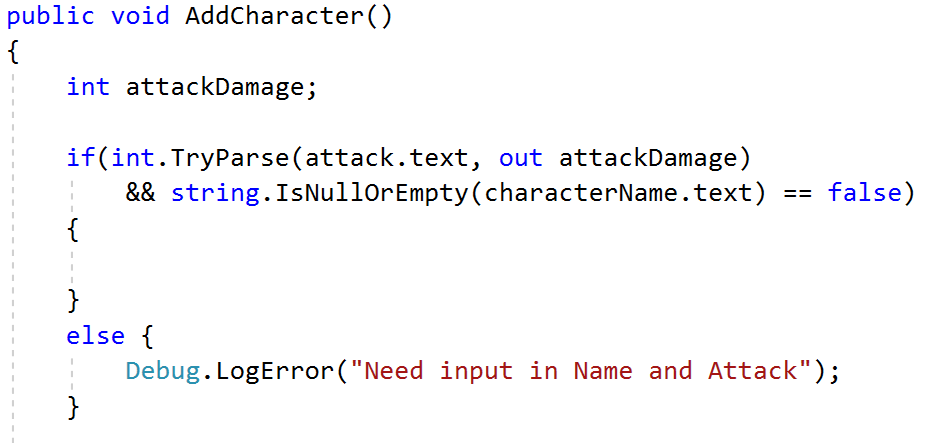 public void AddCharacter()
{
int attackDamage;
if(int.TryParse(attack.text, out attackDamage)
&& string.IsNullOrEmpty(characterName.text) == false)
{
}
else {
Debug.LogError("Need input in Name and Attack");
}